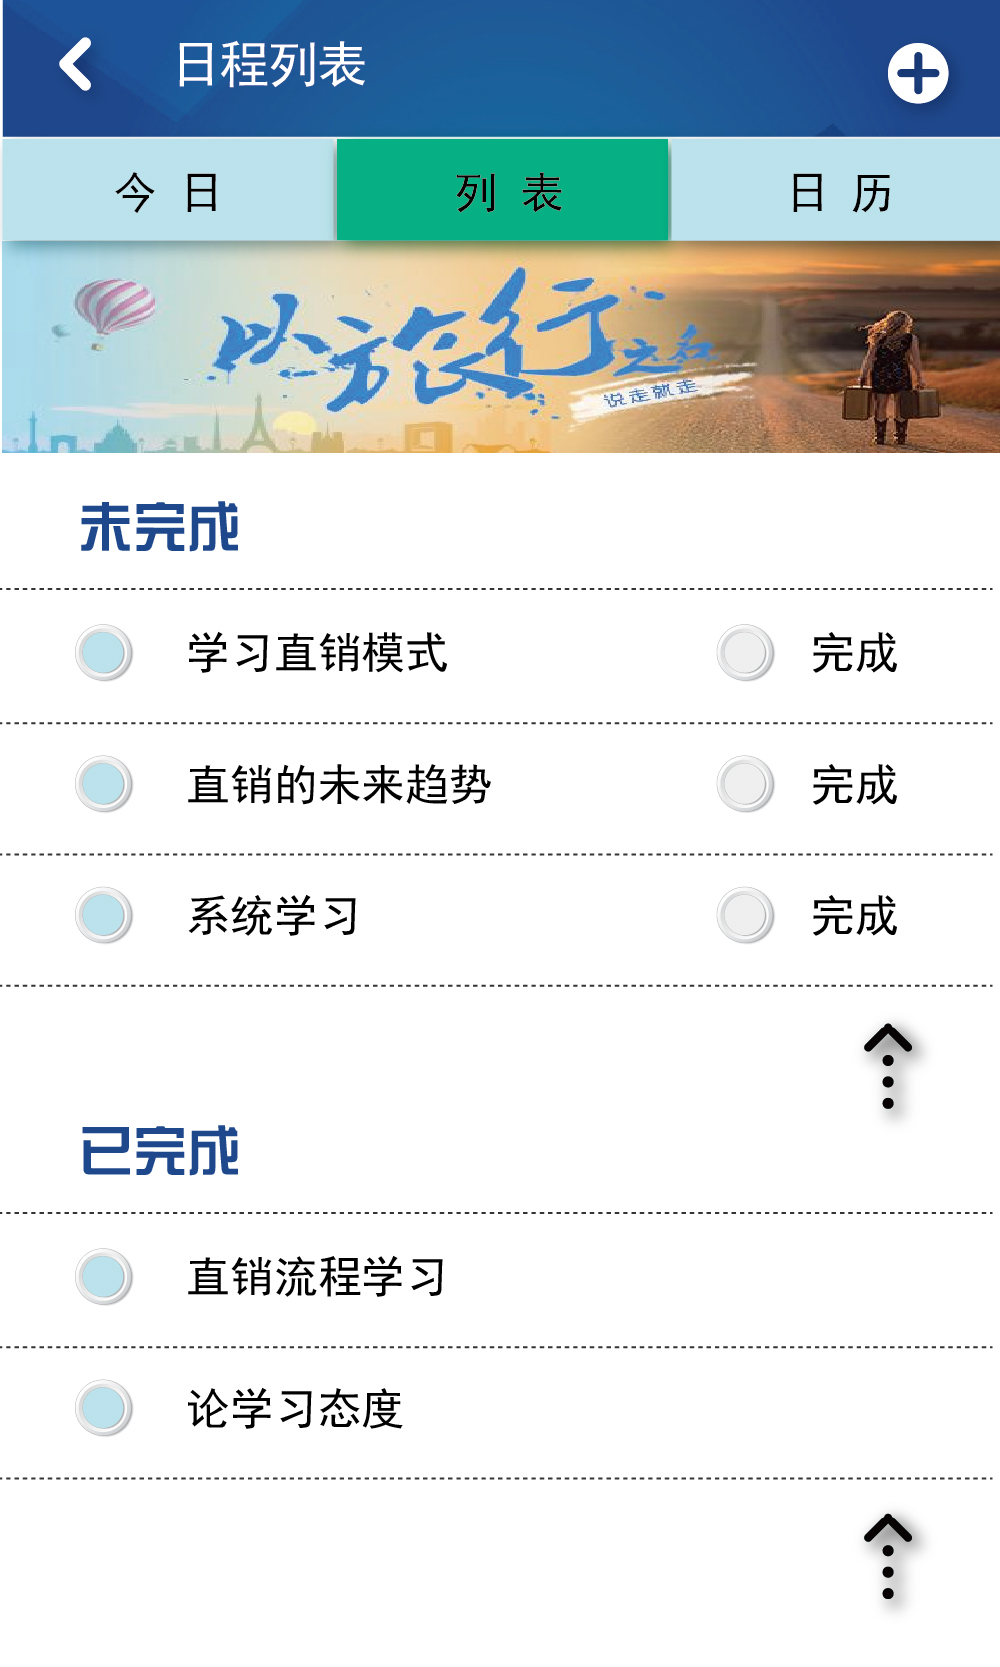 日程列表
今 日
列 表
日 历
以方旅行之名
说走就走
未完成
学习直销模式 完成
直销的未来趋势 完成
系统学习 完成
已完成
直销流程学习
论学习态度